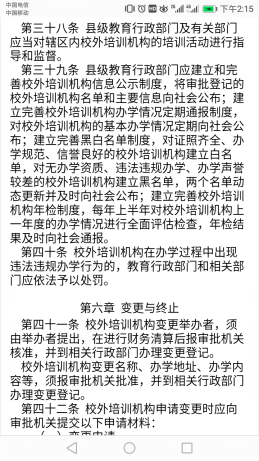 中国电信
中国移动
HD
4G
下午2:15
第三十八条 县级教育行政部门及有关部门
应当对辖区内校外培训机构的培训活动进行指
导和监督。
第三十九条 县级教育行政部门应建立和完
善校外培训机构信息公示制度，将审批登记的
校外培训机构名单和主要信息向社会公布；建
立完善校外培训机构办学情况定期通报制度，
对校外培训机构的基本办学情况定期向社会公
布；建立完善黑白名单制度，对证照齐全、办
学规范、信誉良好的校外培训机构建立白名
单，对无办学资质、违法违规办学、办学声誉
较差的校外培训机构建立黑名单，两个名单动
态更新并及时向社会公布；建立完善校外培训
机构年检制度，每年上半年对校外培训机构上
一年度的办学情况进行全面评估检查，年检结
果及时向社会通报。
第四十条 校外培训机构在办学过程中出现
违法违规办学行为的，教育行政部门和相关部
门应依法予以处罚。
第六章 变更与终止
第四十一条 校外培训机构变更举办者，须
由举办者提出，在进行财务清算后报审批机关
核准，并到相关行政部门办理变更登记。
校外培训机构变更名称、办学地址、办学内
容等，须报审批机关批准，并到相关行政部门
办理变更登记。
第四十二条 校外培训机构申请变更时应向
审批机关提交以下申请材料：